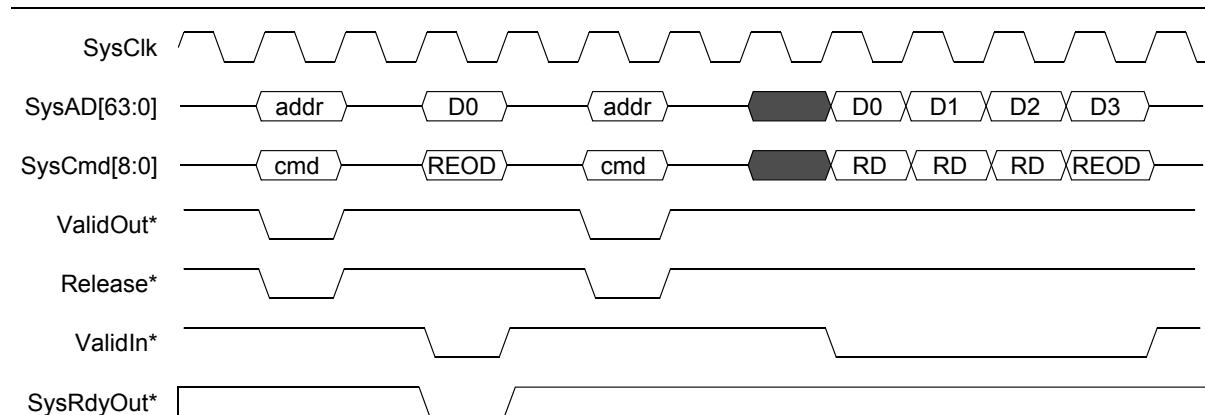 SysClk
SysAD[63:0] addr D0 addr D0 D1 D2 D3
SysCmd[8:0] cmd REOD cmd RD RD RD REOD
ValidOut*
Release*
ValidIn*
SysRdyOut*